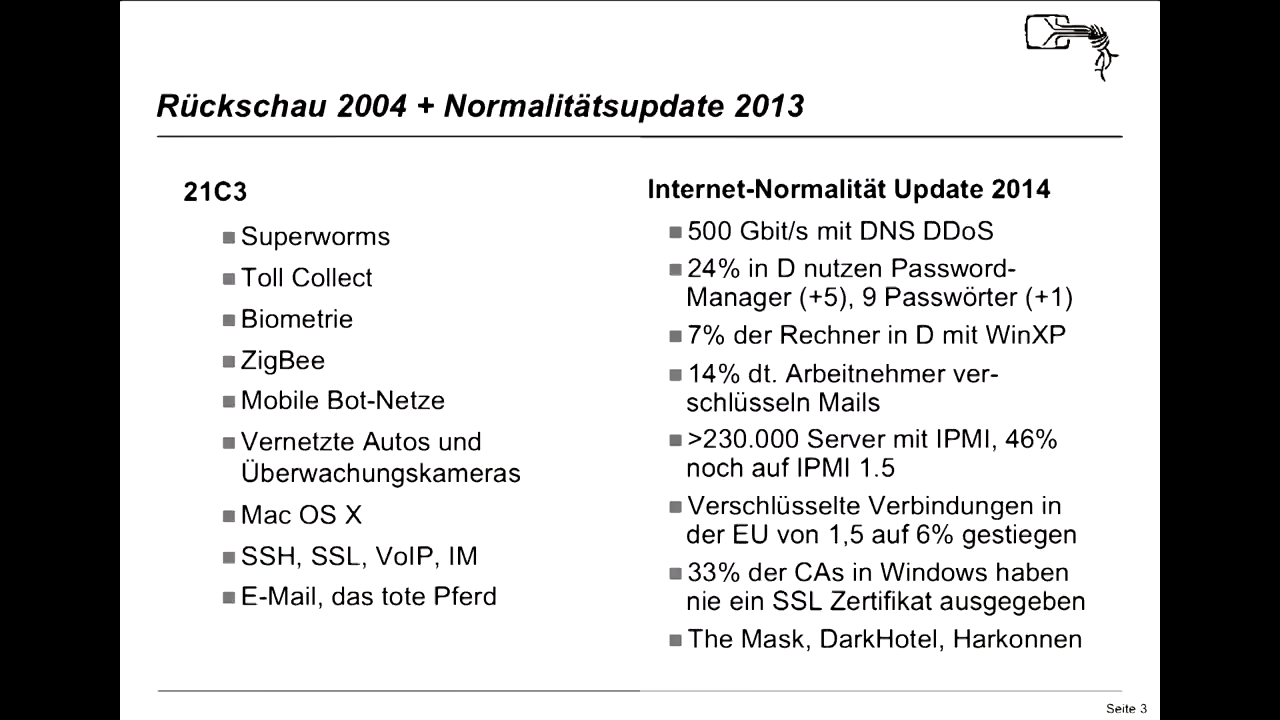 Rückschau 2004 + Normalitätsupdate 2013
21C3
Superworms
Toll Collect
Biometrie
ZigBee
Mobile Bot-Netze
Vernetzte Autos und
Überwachungskameras
Mac OS X
SSH, SSL, VoIP, IM
E-Mail, das tote Pferd
Internet-Normalität Update 2014
500 Gbit/s mit DNS DDoS
24% in D nutzen Password-
Manager (+5), 9 Passwörter (+1)
7% der Rechner in D mit WinXP
14% dt. Arbeitnehmer ver-
schlüsseln Mails
>230.000 Server mit IPMI, 46%
noch auf IPMI 1.5
Verschlüsselte Verbindungen in
der EU von 1,5 auf 6% gestiegen
33% der CAs in Windows haben
nie ein SSL Zertifikat ausgegeben
The Mask, DarkHotel, Harkonnen
Seite 3